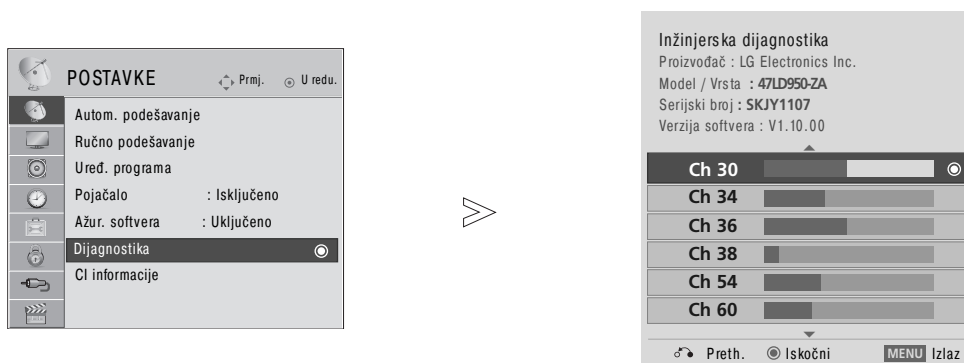 POSTAVKE
Prmj.
U redu.
Autom. podešavanje
Ručno podešavanje
Uređ. programa
Pojačalo : Isključeno
Ažur. softvera : Uključeno
Dijagnostika
CI informacije
Inžinjerska dijagnostika
Proizvođač : LG Electronics Inc.
Model / Vrsta : 47LD950-ZA
Serijski broj : SKJY1107
Verzija softvera : V1.10.00
Ch 30
Ch 34
Ch 36
Ch 38
Ch 54
Ch 60
Preth.
Iskočni
MENU Izlaz